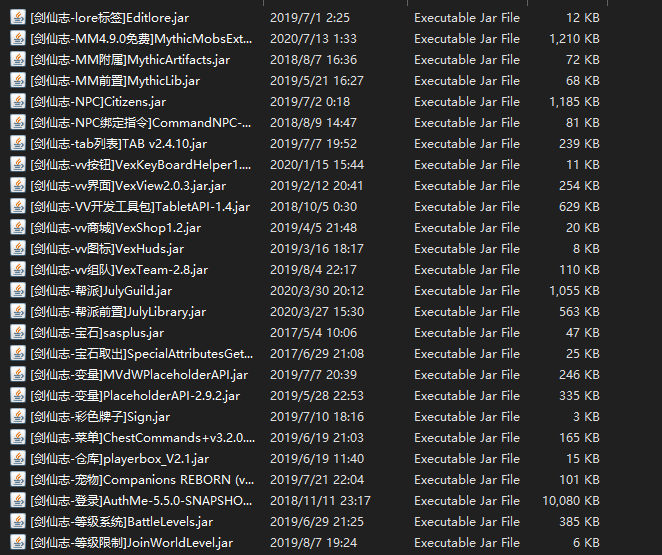 [剑仙志-lore标签]Editlore.jar 2019/7/1 2:25 Executable Jar File 12 KB
[剑仙志-MM4.9.0免费]MythicMobsExt... 2020/7/13 1:33 Executable Jar File 1,210 KB
[剑仙志-MM附属]MythicArtifacts.jar 2018/8/7 16:36 Executable Jar File 72 KB
[剑仙志-MM前置]MythicLib.jar 2019/5/21 16:27 Executable Jar File 68 KB
[剑仙志-NPC]Citizens.jar 2019/7/2 0:18 Executable Jar File 1,185 KB
[剑仙志-NPC绑定指令]CommandNPC-... 2018/8/9 14:47 Executable Jar File 81 KB
[剑仙志-tab列表]TAB v2.4.10.jar 2019/7/7 19:52 Executable Jar File 239 KB
[剑仙志-vv按钮]VexKeyBoardHelper1.... 2020/1/15 15:44 Executable Jar File 11 KB
[剑仙志-vv界面]VexView2.0.3.jar.jar 2019/2/12 20:41 Executable Jar File 254 KB
[剑仙志-VV开发工具包]TabletAPI-1.4.jar 2018/10/5 0:30 Executable Jar File 629 KB
[剑仙志-vv商城]VexShop1.2.jar 2019/4/5 21:48 Executable Jar File 20 KB
[剑仙志-vv图标]VexHuds.jar 2019/3/16 18:17 Executable Jar File 8 KB
[剑仙志-vv组队]VexTeam-2.8.jar 2019/8/4 22:17 Executable Jar File 110 KB
[剑仙志-帮派]JulyGuild.jar 2020/3/30 20:12 Executable Jar File 1,055 KB
[剑仙志-帮派前置]JulyLibrary.jar 2020/3/27 15:30 Executable Jar File 563 KB
[剑仙志-宝石]sasplus.jar 2017/5/4 10:06 Executable Jar File 47 KB
[剑仙志-宝石取出]SpecialAttributesGet... 2017/6/29 21:08 Executable Jar File 25 KB
[剑仙志-变量]MVdWPlaceholderAPI.jar 2019/7/7 20:39 Executable Jar File 246 KB
[剑仙志-变量]PlaceholderAPI-2.9.2.jar 2019/5/28 22:53 Executable Jar File 335 KB
[剑仙志-彩色牌子]Sign.jar 2019/7/10 18:16 Executable Jar File 3 KB
[剑仙志-菜单]ChestCommands+v3.2.0.... 2019/6/19 21:03 Executable Jar File 165 KB
[剑仙志-仓库]playerbox_V2.1.jar 2019/6/19 11:40 Executable Jar File 15 KB
[剑仙志-宠物]Companions REBORN (v... 2019/7/21 22:04 Executable Jar File 101 KB
[剑仙志-登录]AuthMe-5.5.0-SNAPSHO... 2018/11/11 23:17 Executable Jar File 10,080 KB
[剑仙志-等级系统]BattleLevels.jar 2019/6/29 21:25 Executable Jar File 385 KB
[剑仙志-等级限制]JoinWorldLevel.jar 2019/8/7 19:24 Executable Jar File 6 KB